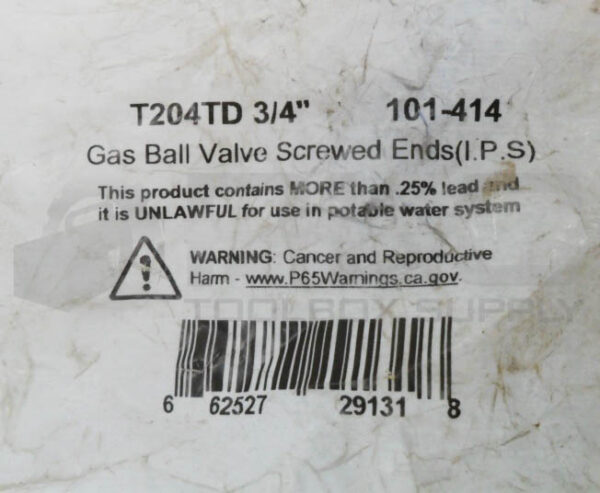 T204TD 3/4" 101-414
Gas Ball Valve Screwed Ends(I.P.S)
This product contains MORE than .25% lead and
it is UNLAWFUL for use in potable water system
WARNING: Cancer and Reproductive
Harm - www.P65Warnings.ca.gov.
TOOLBOX SUPPLY
6 62527 29131 8